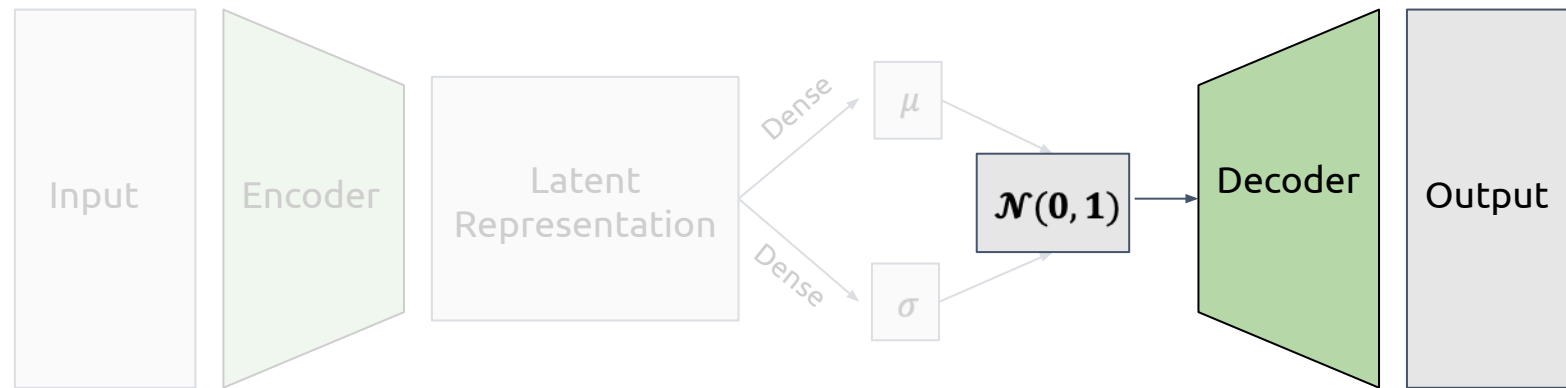 Input
Encoder
Latent
Representation
Dense
Dense
μ
σ
𝓝(0, 1)
Decoder
Output